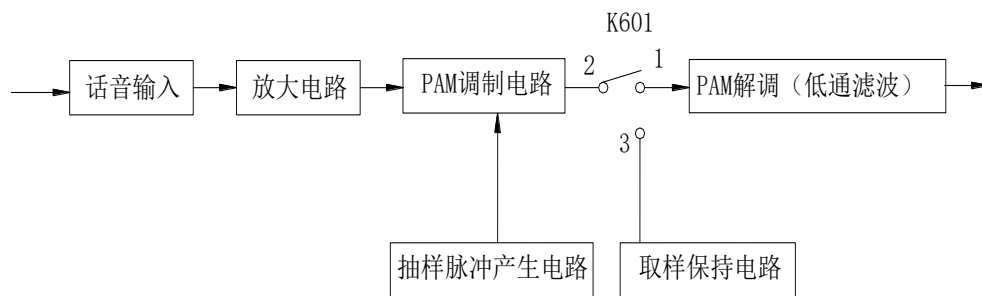 K601
话音输入
放大电路
PAM调制电路
2
1
PAM解调（低通滤波）
3
抽样脉冲产生电路
取样保持电路